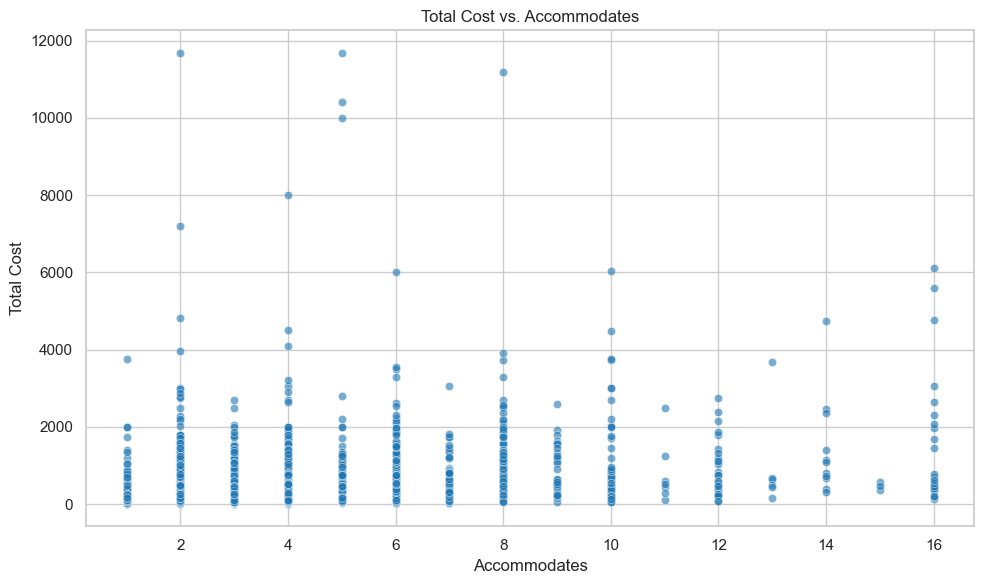 Total Cost vs. Accommodates
12000
10000
8000
6000
4000
2000
0
Total Cost
2 4 6 8 10 12 14 16
Accommodates